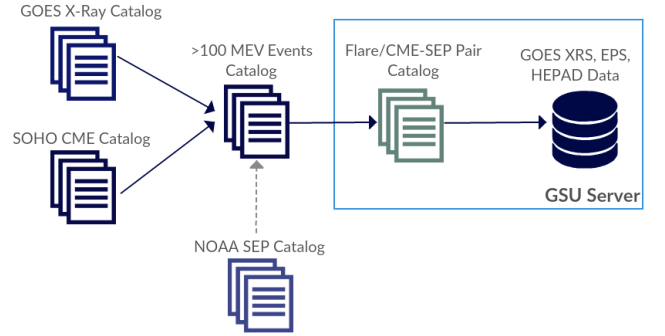 GOES X-Ray Catalog
>100 MEV Events
Catalog
Flare/CME-SEP Pair
Catalog
GOES XRS, EPS,
HEPAD Data
SOHO CME Catalog
GSU Server
NOAA SEP Catalog